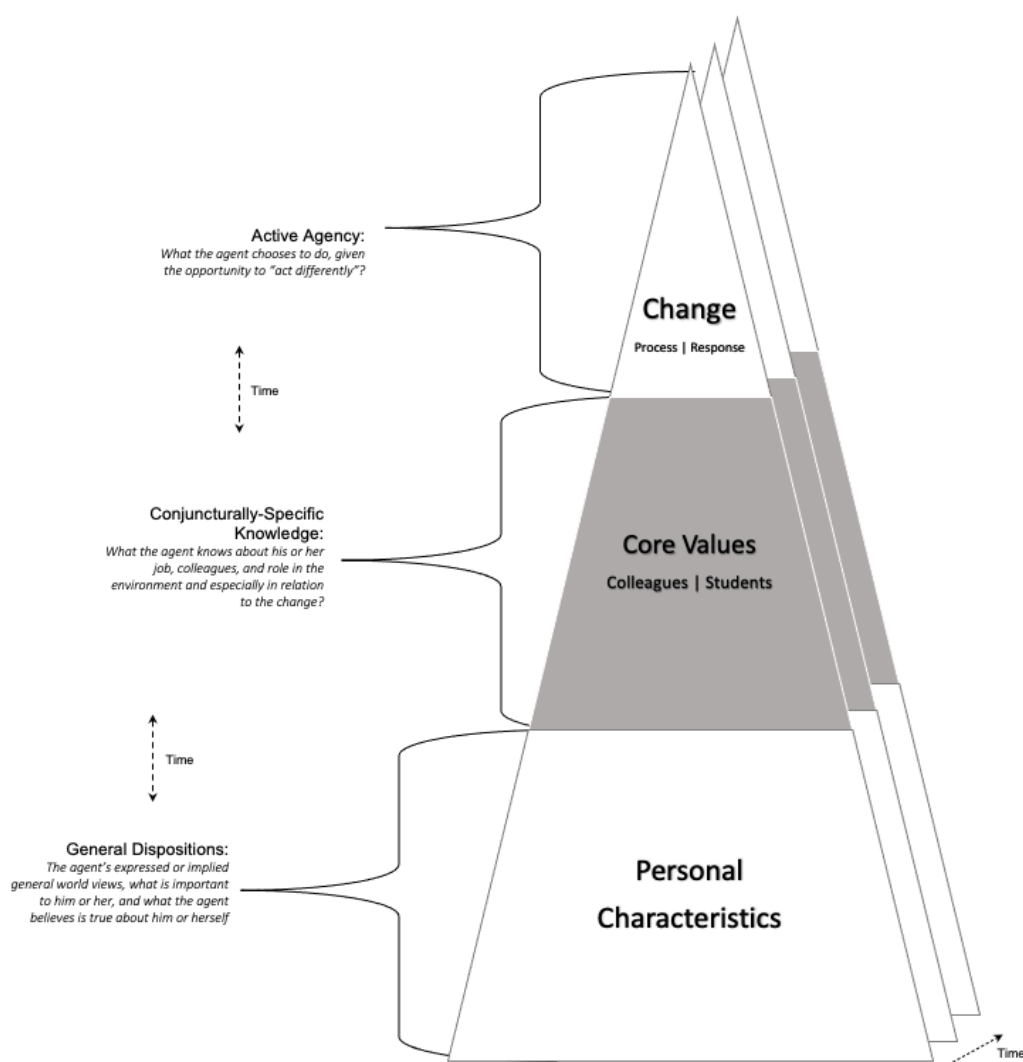 Active Agency:
What the agent chooses to do, given
the opportunity to “act differently”?
Change
Process | Response
Time
Conjuncturally-Specific
Knowledge:
What the agent knows about his or her
job, colleagues, and role in the
environment and especially in relation
to the change?
Core Values
Colleagues | Students
Time
General Dispositions:
The agent’s expressed or implied
general world views, what is important
to him or her, and what the agent
believes is true about him or herself
Personal
Characteristics
Time